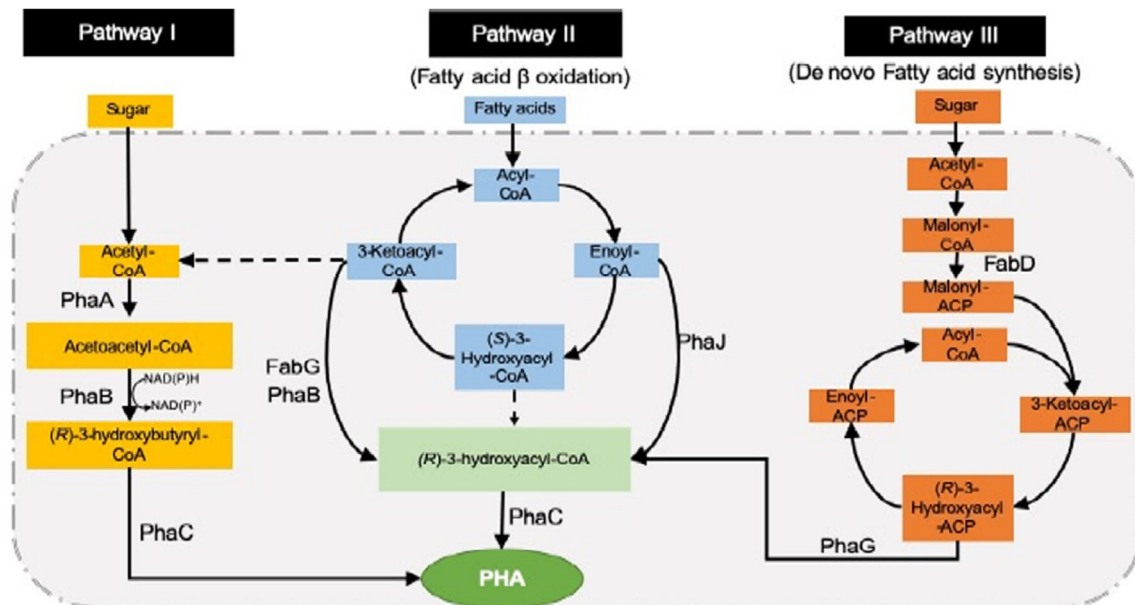 Pathway I
Pathway II
Pathway III
(Fatty acid β oxidation)
(De novo Fatty acid synthesis)
Sugar
Fatty acids
Sugar
Acyl-
CoA
Acetyl-
CoA
Malonyl-
CoA
Acetyl-
CoA
3-Ketoacyl-
CoA
Enoyl-
CoA
FabD
Malonyl-
ACP
PhaA
Acetoacetyl-CoA
(S)-3-
Hydroxyacyl
-CoA
PhaJ
Acyl-
CoA
PhaB
NAD(P)H
NAD(P)+
FabG
PhaB
Enoyl-
ACP
3-Ketoacyl-
ACP
(R)-3-hydroxybutyryl-
CoA
(R)-3-hydroxyacyl-CoA
(R)-3-
Hydroxyacyl
-ACP
PhaC
PhaC
PhaG
PHA